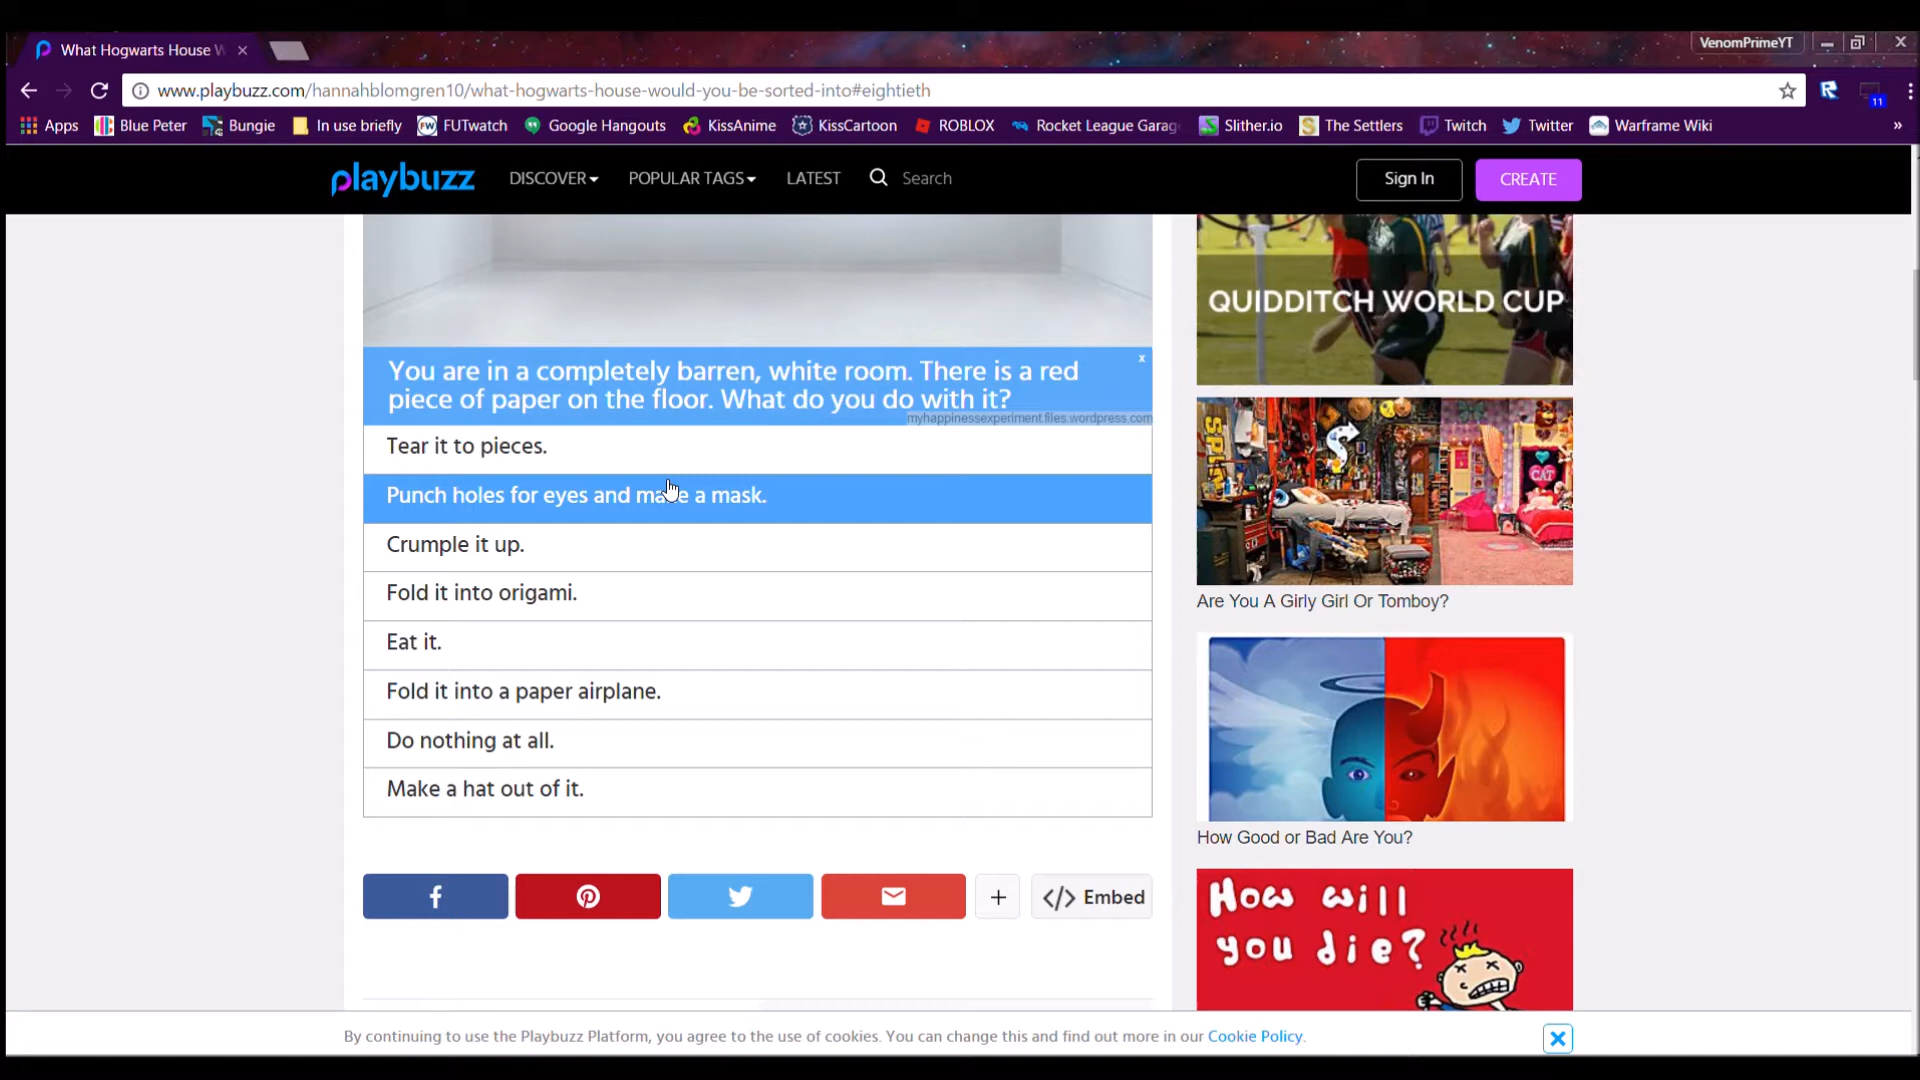 What Hogwarts House W
VenomPrimeYT
www.playbuzz.com/hannahblomgren10/what-hogwarts-house-would-you-be-sorted-into#eightieth
11
Apps Blue Peter Bungie In use briefly FUTwatch Google Hangouts KissAnime KissCartoon ROBLOX Rocket League Garag Slither.io The Settlers Twitch Twitter Warframe Wiki »
playbuzz DISCOVER POPULAR TAGS LATEST Search Sign In CREATE
You are in a completely barren, white room. There is a red
piece of paper on the floor. What do you do with it?
x
myhappinessexperiment.files.wordpress.com
Tear it to pieces.
Punch holes for eyes and make a mask.
Crumple it up.
Fold it into origami.
Eat it.
Fold it into a paper airplane.
Do nothing at all.
Make a hat out of it.
</> Embed
QUIDDITCH WORLD CUP
CAT
Are You A Girly Girl Or Tomboy?
How Good or Bad Are You?
How will
you die?
By continuing to use the Playbuzz Platform, you agree to the use of cookies. You can change this and find out more in our Cookie Policy.